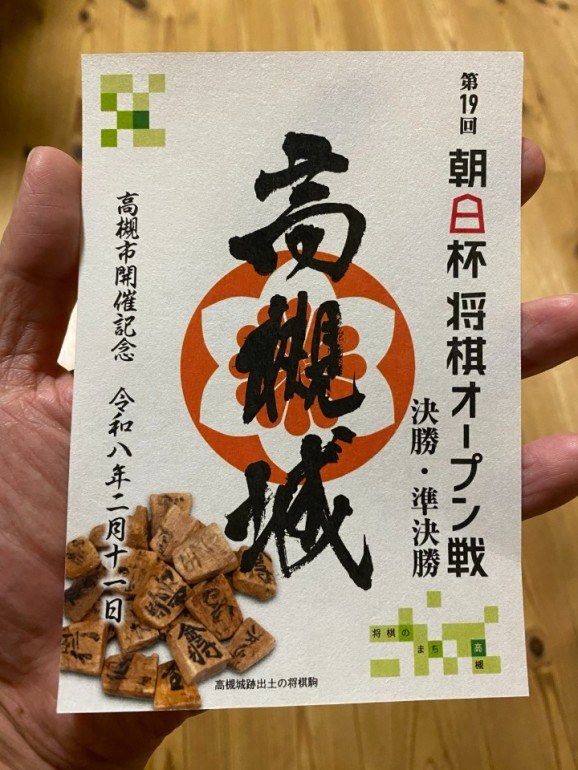 第19回
朝日杯 将棋オープン戦
決勝・準決勝
高槻城
高槻市開催記念 令和八年二月十一日
高槻城跡出土の将棋駒
将棋の
まち
高槻